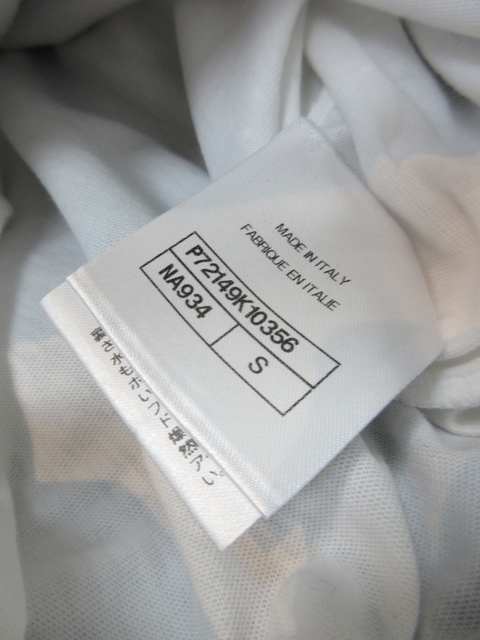 MADE IN ITALY
FABRIQUE EN ITALIE
P72149K10356
NA934
S